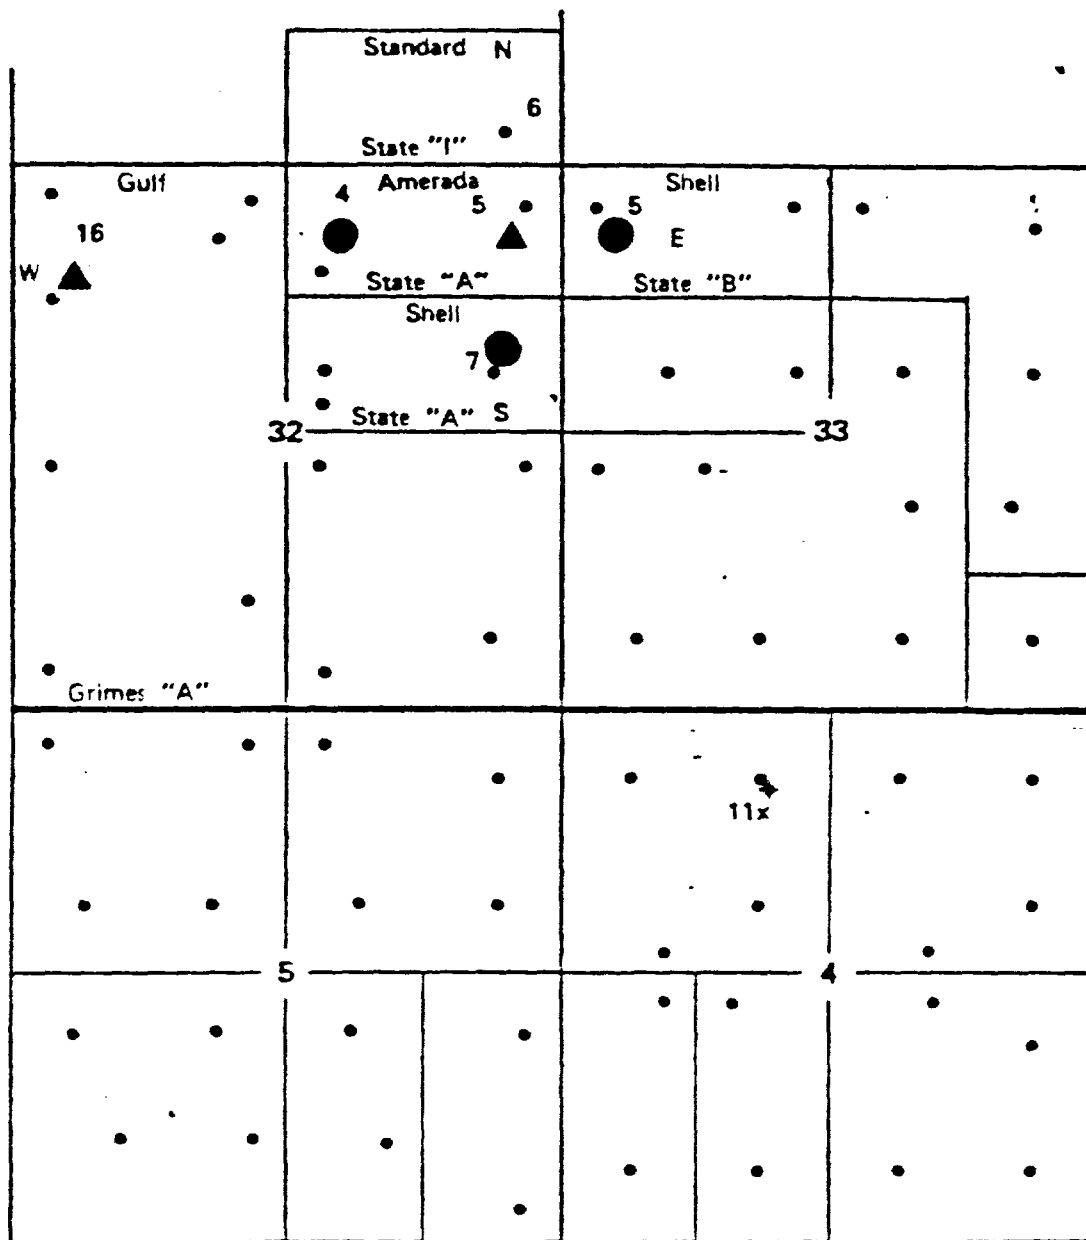 Standard N
6
State "I"
Gulf
Amerada
Shell
4
5
5
16
E
W
State "A"
State "B"
Shell
7
State "A" S
32
33
Grimes "A"
11x
5
4